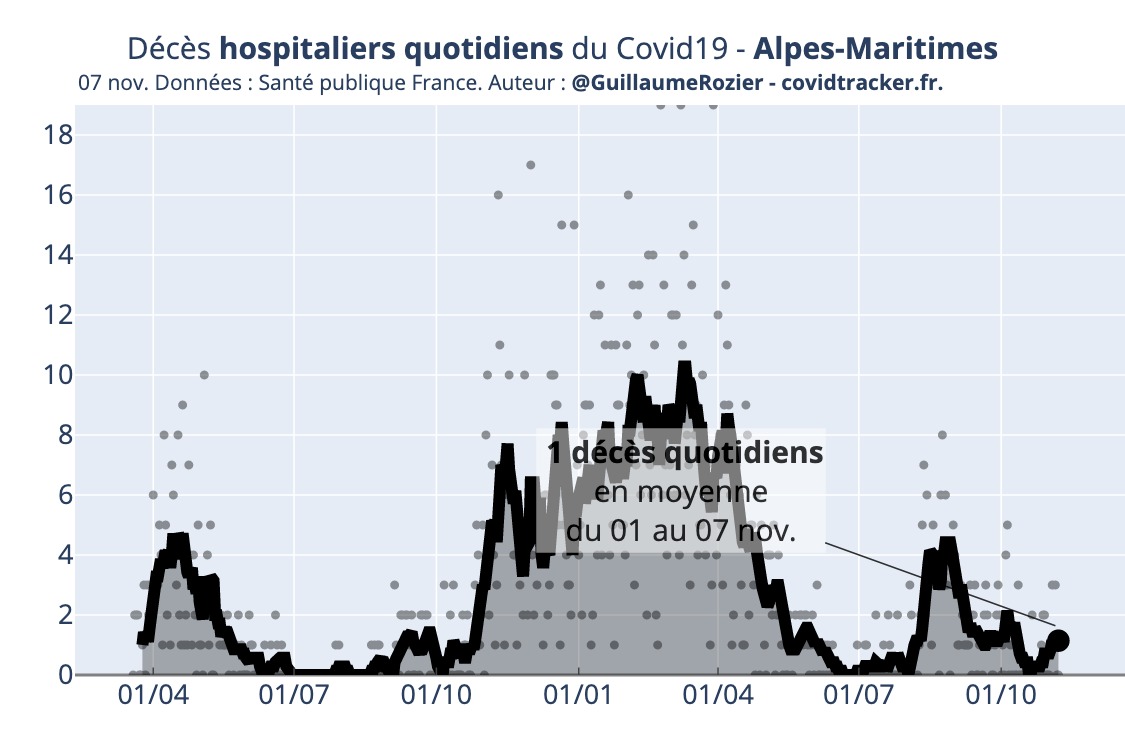 Décès hospitaliers quotidiens du Covid19 - Alpes-Maritimes
07 nov. Données : Santé publique France. Auteur : @GuillaumeRozier - covidtracker.fr.
18
16
14
12
10
8
6
4
2
0
1 décès quotidiens
en moyenne
du 01 au 07 nov.
01/04 01/07 01/10 01/01 01/04 01/07 01/10